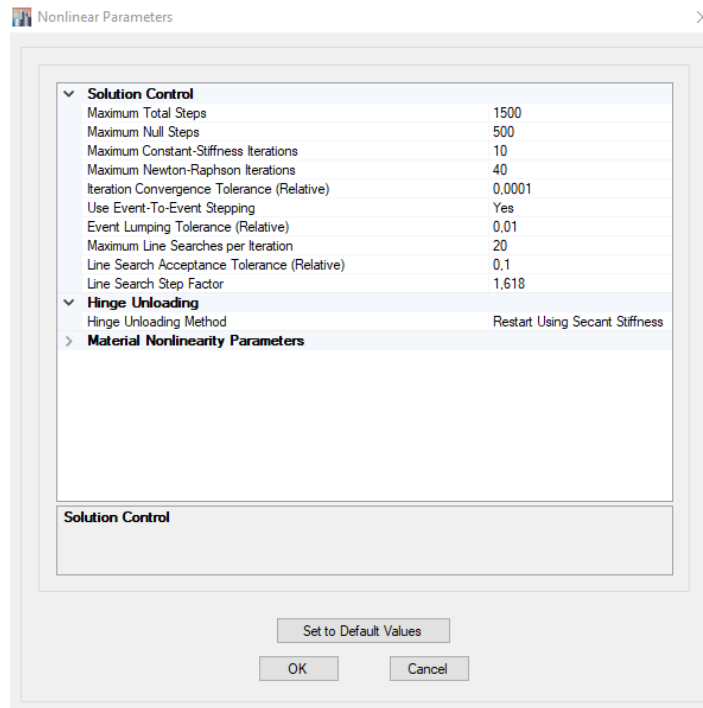 Nonlinear Parameters
Solution Control
Maximum Total Steps 1500
Maximum Null Steps 500
Maximum Constant-Stiffness Iterations 10
Maximum Newton-Raphson Iterations 40
Iteration Convergence Tolerance (Relative) 0,0001
Use Event-To-Event Stepping Yes
Event Lumping Tolerance (Relative) 0,01
Maximum Line Searches per Iteration 20
Line Search Acceptance Tolerance (Relative) 0,1
Line Search Step Factor 1,618
Hinge Unloading
Hinge Unloading Method Restart Using Secant Stiffness
Material Nonlinearity Parameters
Solution Control
Set to Default Values
OK Cancel